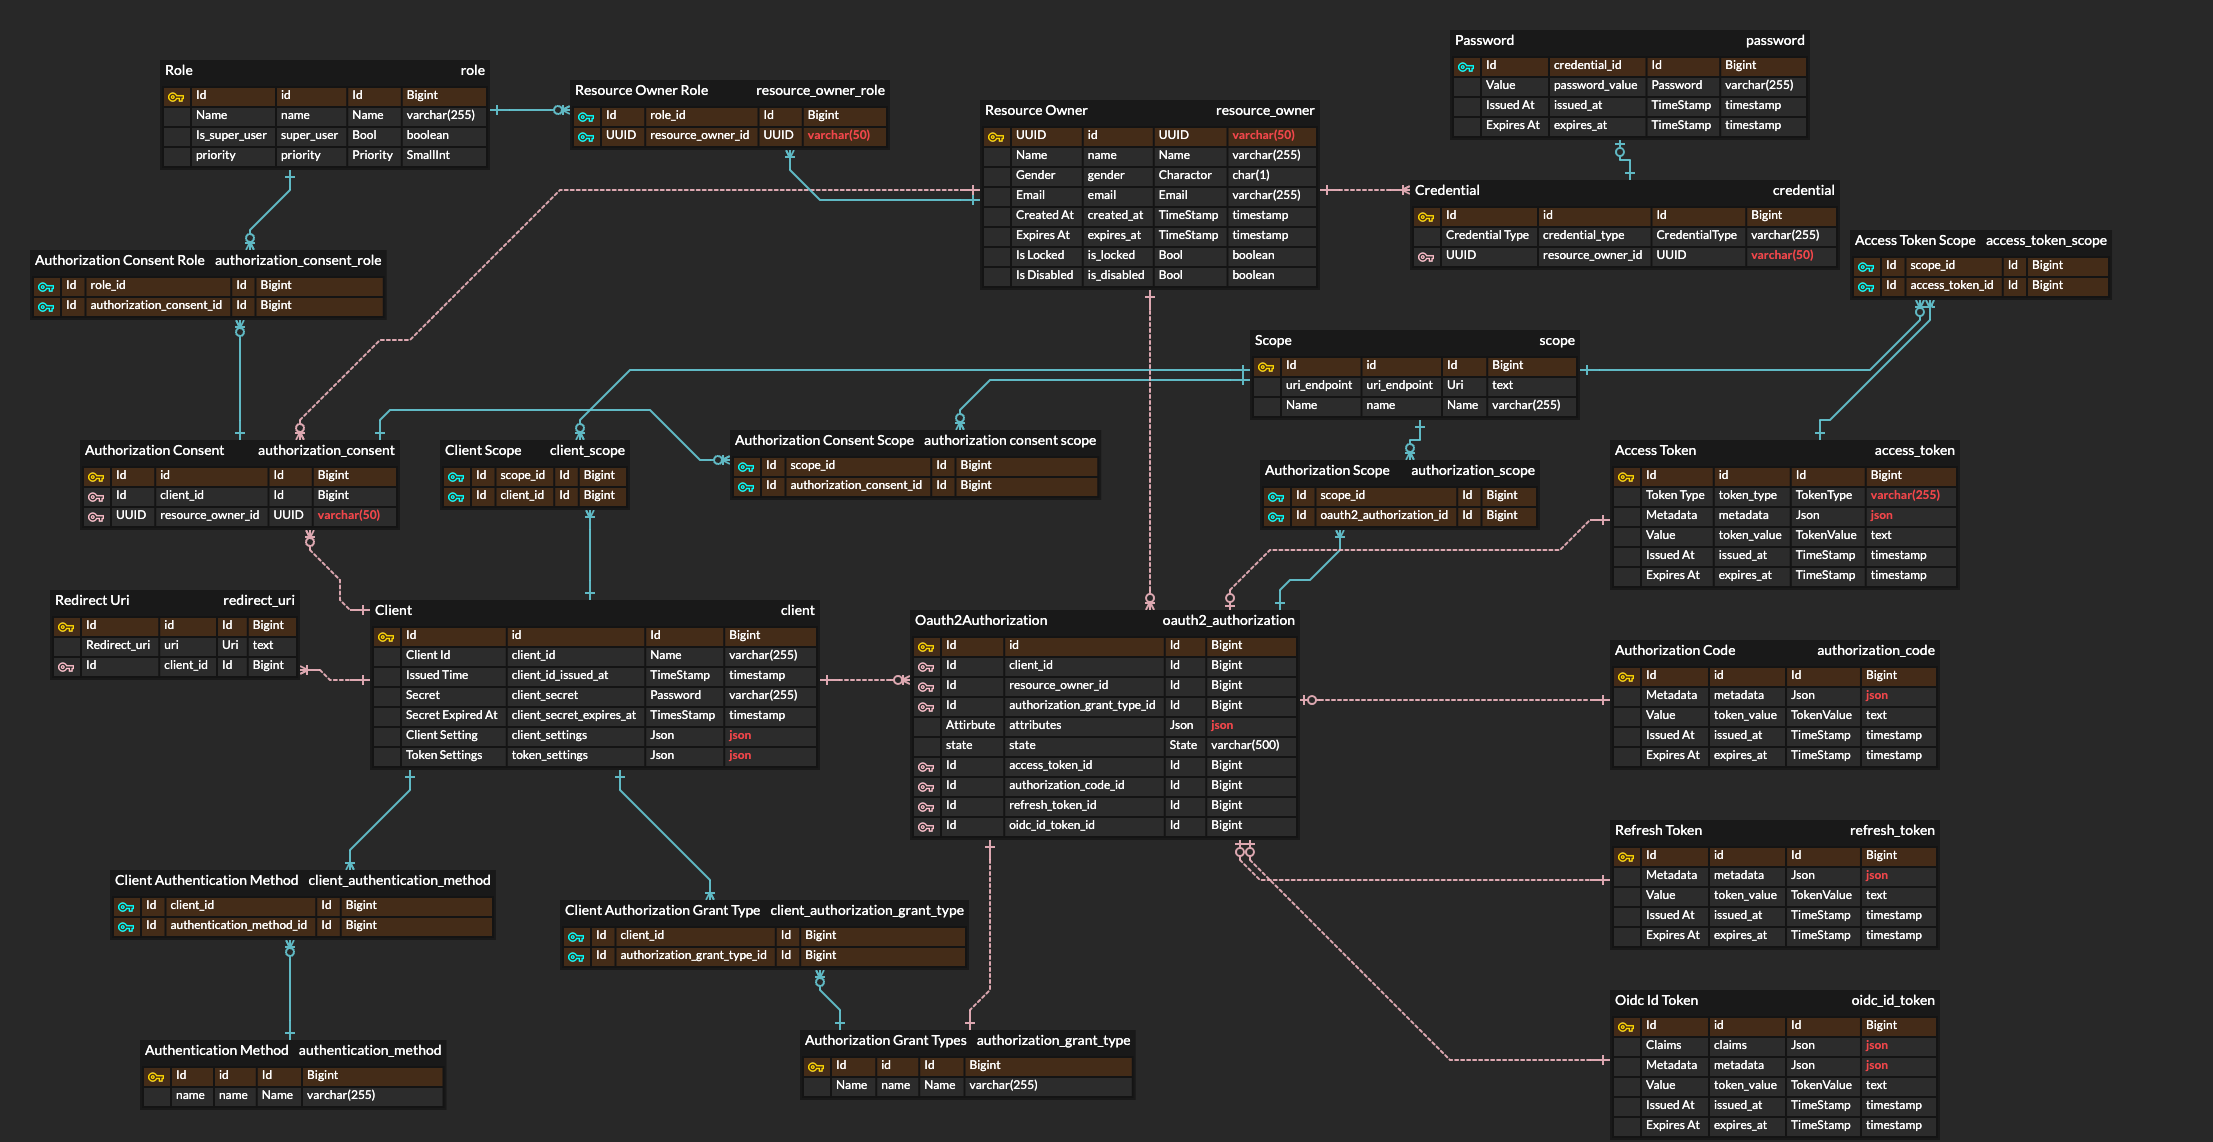 Password password
Id credential_id Id Bigint
Value password_value Password varchar(255)
Issued At issued_at TimeStamp timestamp
Expires At expires_at TimeStamp timestamp
Role role
Id id Id Bigint
Name name Name varchar(255)
Is_super_user super_user Bool boolean
priority priority Priority SmallInt
Resource Owner Role resource_owner_role
Id role_id Id Bigint
UUID resource_owner_id UUID varchar(50)
Resource Owner resource_owner
UUID id UUID varchar(50)
Name name Name varchar(255)
Gender gender Charactor char(1)
Email email Email varchar(255)
Created At created_at TimeStamp timestamp
Expires At expires_at TimeStamp timestamp
Is Locked is_locked Bool boolean
Is Disabled is_disabled Bool boolean
Credential credential
Id id Id Bigint
Credential Type credential_type CredentialType varchar(255)
UUID resource_owner_id UUID varchar(50)
Access Token Scope access_token_scope
Id scope_id Id Bigint
Id access_token_id Id Bigint
Authorization Consent Role authorization_consent_role
Id role_id Id Bigint
Id authorization_consent_id Id Bigint
Scope scope
Id id Id Bigint
uri_endpoint uri_endpoint Uri text
Name name Name varchar(255)
Authorization Consent authorization_consent
Id id Id Bigint
Id client_id Id Bigint
UUID resource_owner_id UUID varchar(50)
Client Scope client_scope
Id scope_id Id Bigint
Id client_id Id Bigint
Authorization Consent Scope authorization consent scope
Id scope_id Id Bigint
Id authorization_consent_id Id Bigint
Authorization Scope authorization_scope
Id scope_id Id Bigint
Id oauth2_authorization_id Id Bigint
Access Token access_token
Id id Id Bigint
Token Type token_type TokenType varchar(255)
Metadata metadata Json json
Value token_value TokenValue text
Issued At issued_at TimeStamp timestamp
Expires At expires_at TimeStamp timestamp
Redirect Uri redirect_uri
Id id Id Bigint
Redirect_uri uri Uri text
Id client_id Id Bigint
Client client
Id id Id Bigint
Client Id client_id Name varchar(255)
Issued Time client_id_issued_at TimeStamp timestamp
Secret client_secret Password varchar(255)
Secret Expired At client_secret_expires_at TimesStamp timestamp
Client Setting client_settings Json json
Token Settings token_settings Json json
Oauth2Authorization oauth2_authorization
Id id Id Bigint
Id client_id Id Bigint
Id resource_owner_id Id Bigint
Id authorization_grant_type_id Id Bigint
Attirbute attributes Json json
state state State varchar(500)
Id access_token_id Id Bigint
Id authorization_code_id Id Bigint
Id refresh_token_id Id Bigint
Id oidc_id_token_id Id Bigint
Authorization Code authorization_code
Id id Id Bigint
Metadata metadata Json json
Value token_value TokenValue text
Issued At issued_at TimeStamp timestamp
Expires At expires_at TimeStamp timestamp
Refresh Token refresh_token
Id id Id Bigint
Metadata metadata Json json
Value token_value TokenValue text
Issued At issued_at TimeStamp timestamp
Expires At expires_at TimeStamp timestamp
Client Authentication Method client_authentication_method
Id client_id Id Bigint
Id authentication_method_id Id Bigint
Client Authorization Grant Type client_authorization_grant_type
Id client_id Id Bigint
Id authorization_grant_type_id Id Bigint
Oidc Id Token oidc_id_token
Id id Id Bigint
Claims claims Json json
Metadata metadata Json json
Value token_value TokenValue text
Issued At issued_at TimeStamp timestamp
Expires At expires_at TimeStamp timestamp
Authentication Method authentication_method
Id id Id Bigint
name name Name varchar(255)
Authorization Grant Types authorization_grant_type
Id id Id Bigint
Name name Name varchar(255)